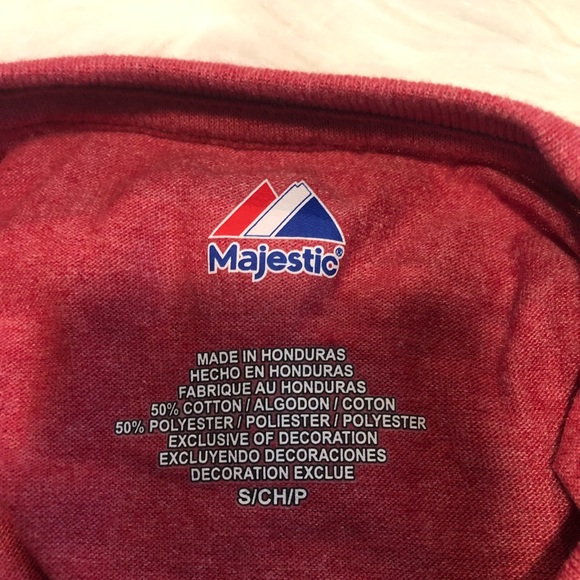 Majestic®
MADE IN HONDURAS
HECHO EN HONDURAS
FABRIQUE AU HONDURAS
50% COTTON / ALGODON / COTON
50% POLYESTER / POLIESTER / POLYESTER
EXCLUSIVE OF DECORATION
EXCLUYENDO DECORACIONES
DECORATION EXCLUE
S/CH/P